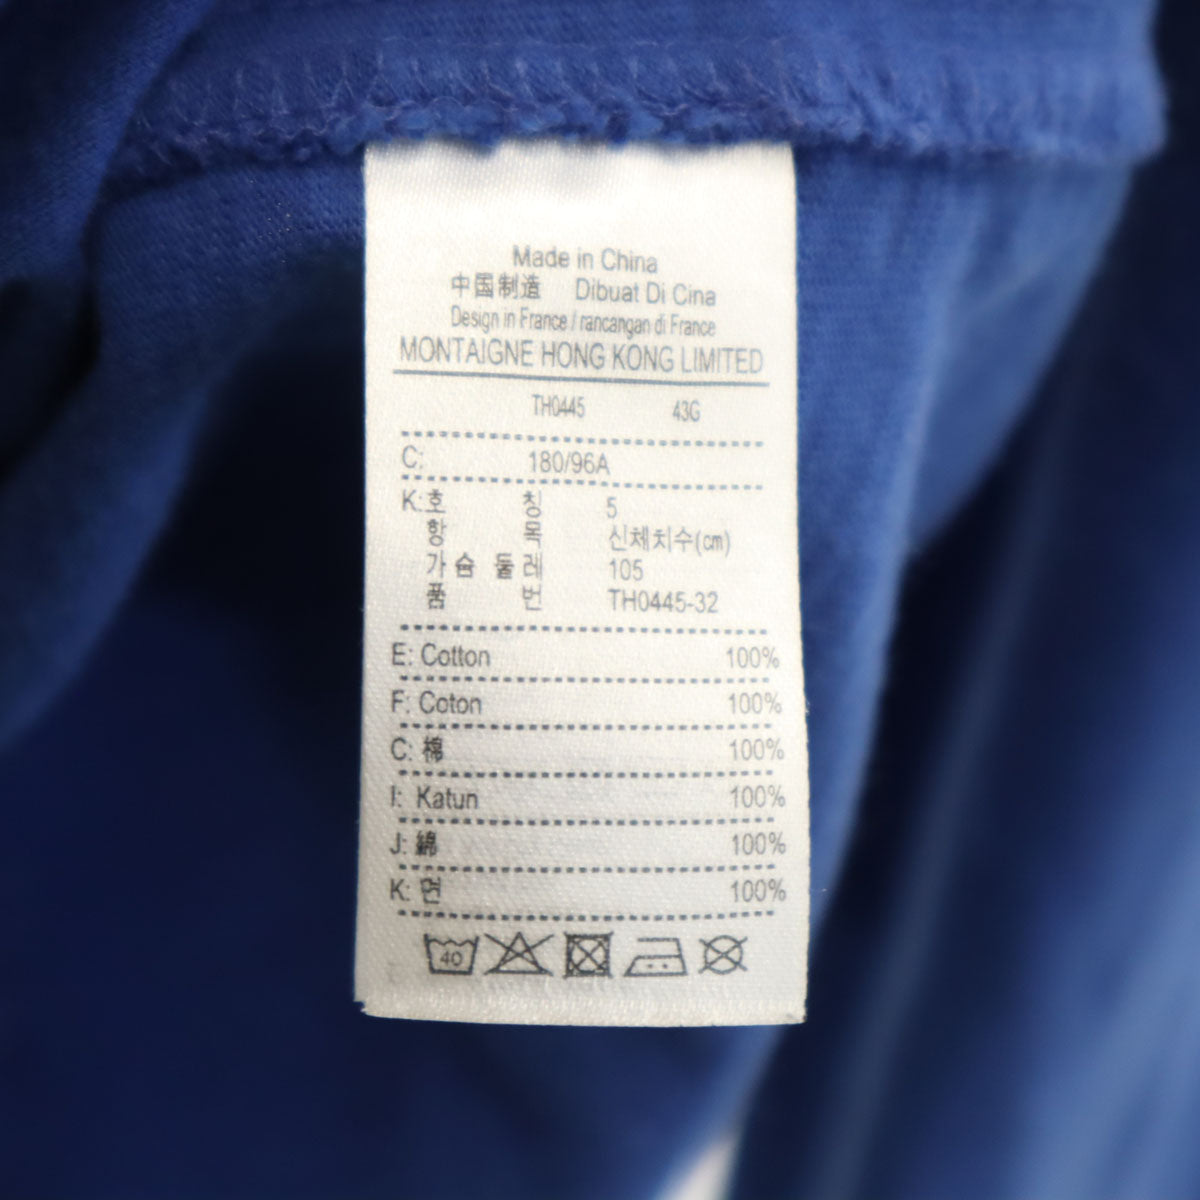 Made in China
中国制造 Dibuat Di Cina
Design in France / rancangan di France
MONTAIGNE HONG KONG LIMITED
TH0445 43G
C: 180/96A
K:호 칭 5
항 목 신체치수(cm)
가 슴 둘 레 105
품 번 TH0445-32
E: Cotton 100%
F: Coton 100%
C: 棉 100%
I: Katun 100%
J: 綿 100%
K: 면 100%
40